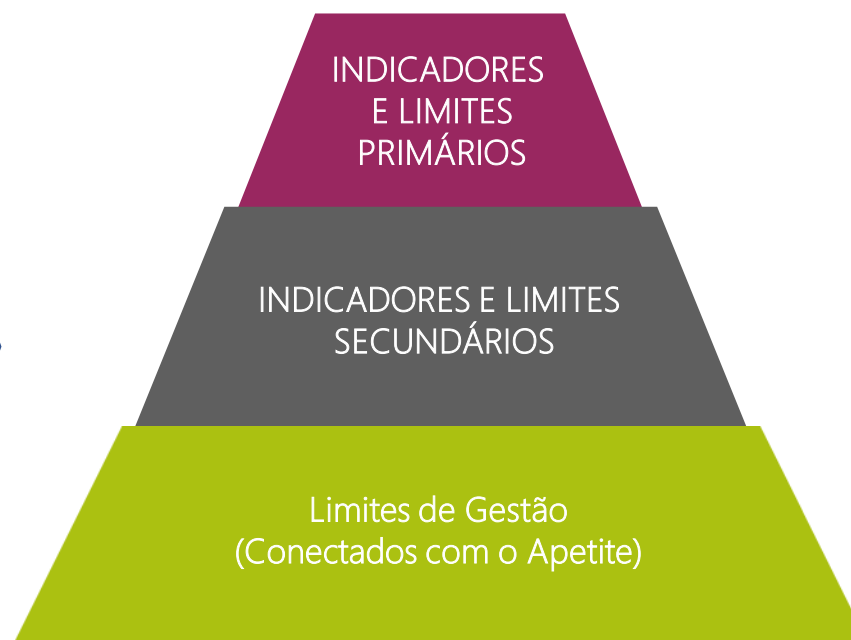 INDICADORES
E LIMITES
PRIMÁRIOS
INDICADORES E LIMITES
SECUNDÁRIOS
Limites de Gestão
(Conectados com o Apetite)